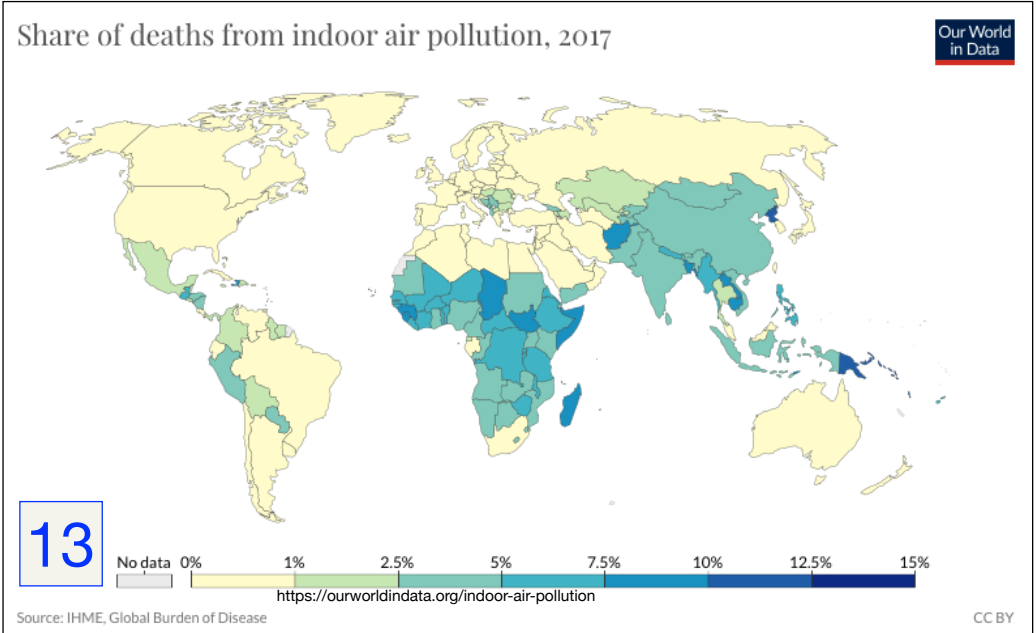 Share of deaths from indoor air pollution, 2017
Our World
in Data
13
No data 0% 1% 2.5% 5% 7.5% 10% 12.5% 15%
https://ourworldindata.org/indoor-air-pollution
Source: IHME, Global Burden of Disease
CC BY